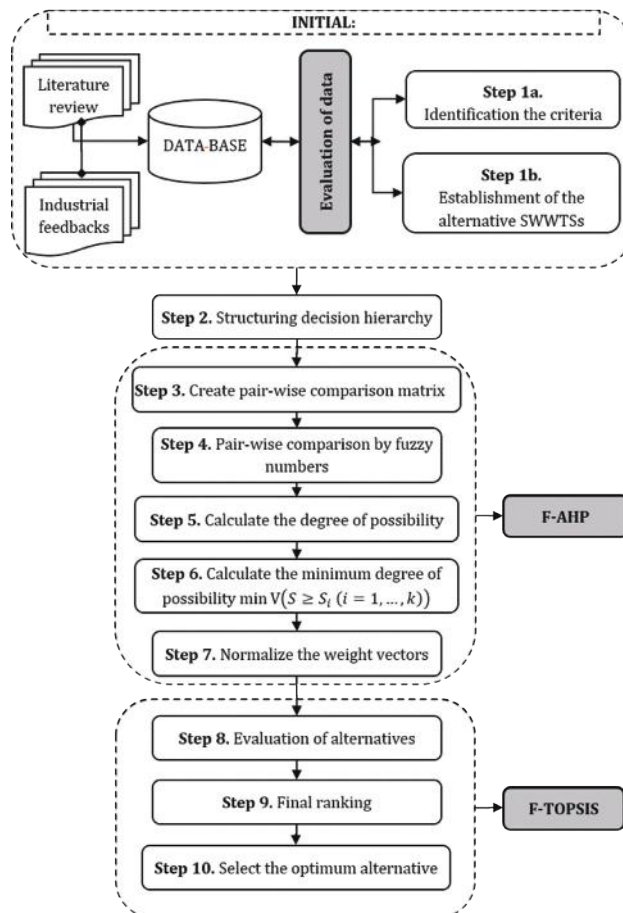 INITIAL:
Literature
review
Industrial
feedbacks
DATA-BASE
Evaluation of data
Step 1a.
Identification the criteria
Step 1b.
Establishment of the
alternative SWWTSs
Step 2. Structuring decision hierarchy
Step 3. Create pair-wise comparison matrix
Step 4. Pair-wise comparison by fuzzy
numbers
Step 5. Calculate the degree of possibility
Step 6. Calculate the minimum degree of
possibility min V(S ≥ Sᵢ (i = 1, ..., k))
Step 7. Normalize the weight vectors
F-AHP
Step 8. Evaluation of alternatives
Step 9. Final ranking
Step 10. Select the optimum alternative
F-TOPSIS